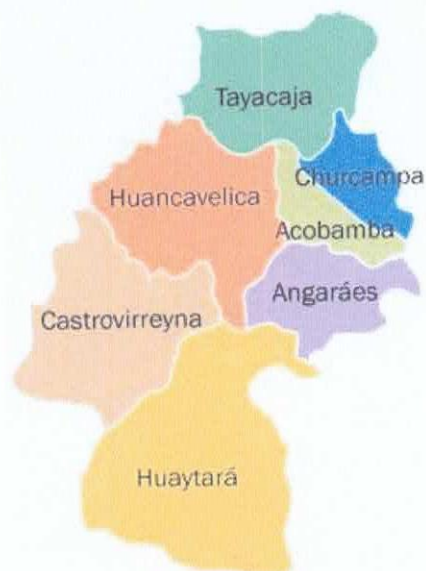 Tayacaja
Churcampa
Huancavelica
Acobamba
Angaráes
Castrovirreyna
Huaytará